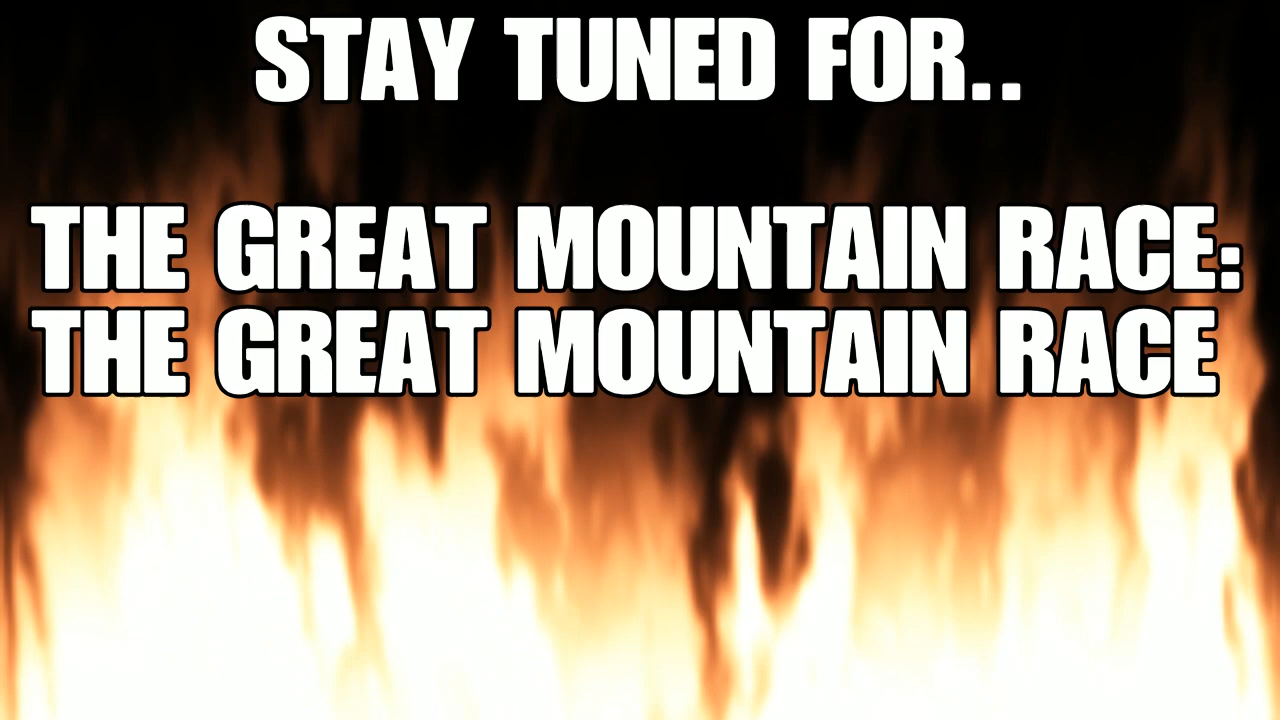 STAY TUNED FOR..
THE GREAT MOUNTAIN RACE:
THE GREAT MOUNTAIN RACE